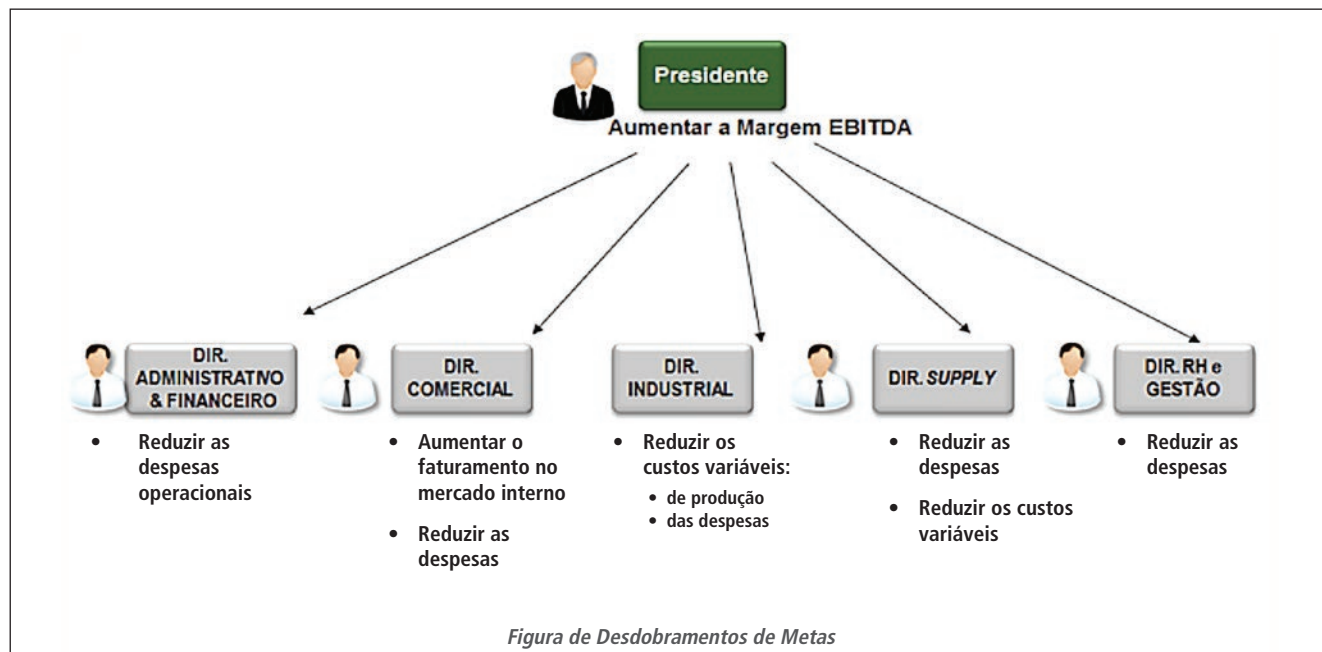 Presidente
Aumentar a Margem EBITDA
DIR.
ADMINISTRATIVO
& FINANCEIRO
• Reduzir as
despesas
operacionais
DIR.
COMERCIAL
• Aumentar o
faturamento no
mercado interno
• Reduzir as
despesas
DIR.
INDUSTRIAL
• Reduzir os
custos variáveis:
• de produção
• das despesas
DIR. SUPPLY
• Reduzir as
despesas
• Reduzir os custos
variáveis
DIR. RH e
GESTÃO
• Reduzir as
despesas
Figura de Desdobramentos de Metas